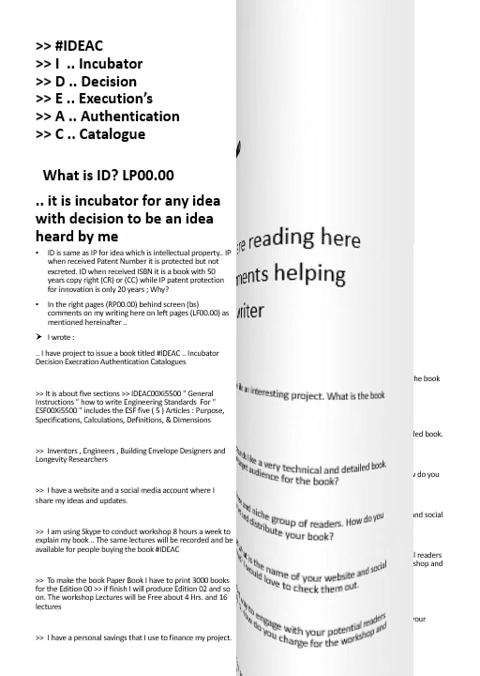 >> #IDEAC
>> I .. Incubator
>> D .. Decision
>> E .. Execution's
>> A .. Authentication
>> C .. Catalogue
What is ID? LP00.00
.. it is incubator for any idea
with decision to be an idea
heard by me
• ID is same as IP for idea which is intellectual property.. IP
when received Patent number it is protected but not
excreted. ID when received ISBN it is a book with 50
years copy right (CR) or (CC) while IP patent protection
for innovation is only 20 years ; Why?
• In the right pages (RP00.00) behind screen (bs)
comments on my writing here on left pages (LF00.00) as
mentioned hereinafter ..
➤ I wrote :
.. I have project to issue a book titled #IDEAC .. Incubator
Decision Execration Authentication Catalogues
>> It is about five sections >> IDEAC00Xi5500 " General
Instructions " how to write Engineering Standards For "
ESF00Xi5500 " includes the ESF five ( 5 ) Articles : Purpose,
Specifications, Calculations, Definitions, & Dimensions
>> Inventors , Engineers , Building Envelope Designers and
Longevity Researchers
>> I have a website and a social media account where I
share my ideas and updates.
>> I am using Skype to conduct workshop 8 hours a week to
explain my book .. The same lectures will be recorded and be
available for people buying the book #IDEAC
>> To make the book Paper Book I have to print 3000 books
for the Edition 00 >> if finish I will produce Edition 02 and so
on. The workshop Lectures will be Free about 4 Hrs. and 16
lectures
>> I have a personal savings that I use to finance my project.
reading here
helping
an interesting project. What is the book
like a very technical and detailed book.
audience for the book?
and niche group of readers. How do you
distribute your book?
is the name of your website and social
would love to check them out.
to engage with your potential readers
How do you charge for the workshop and
the book
book.
do you
and social
readers
and